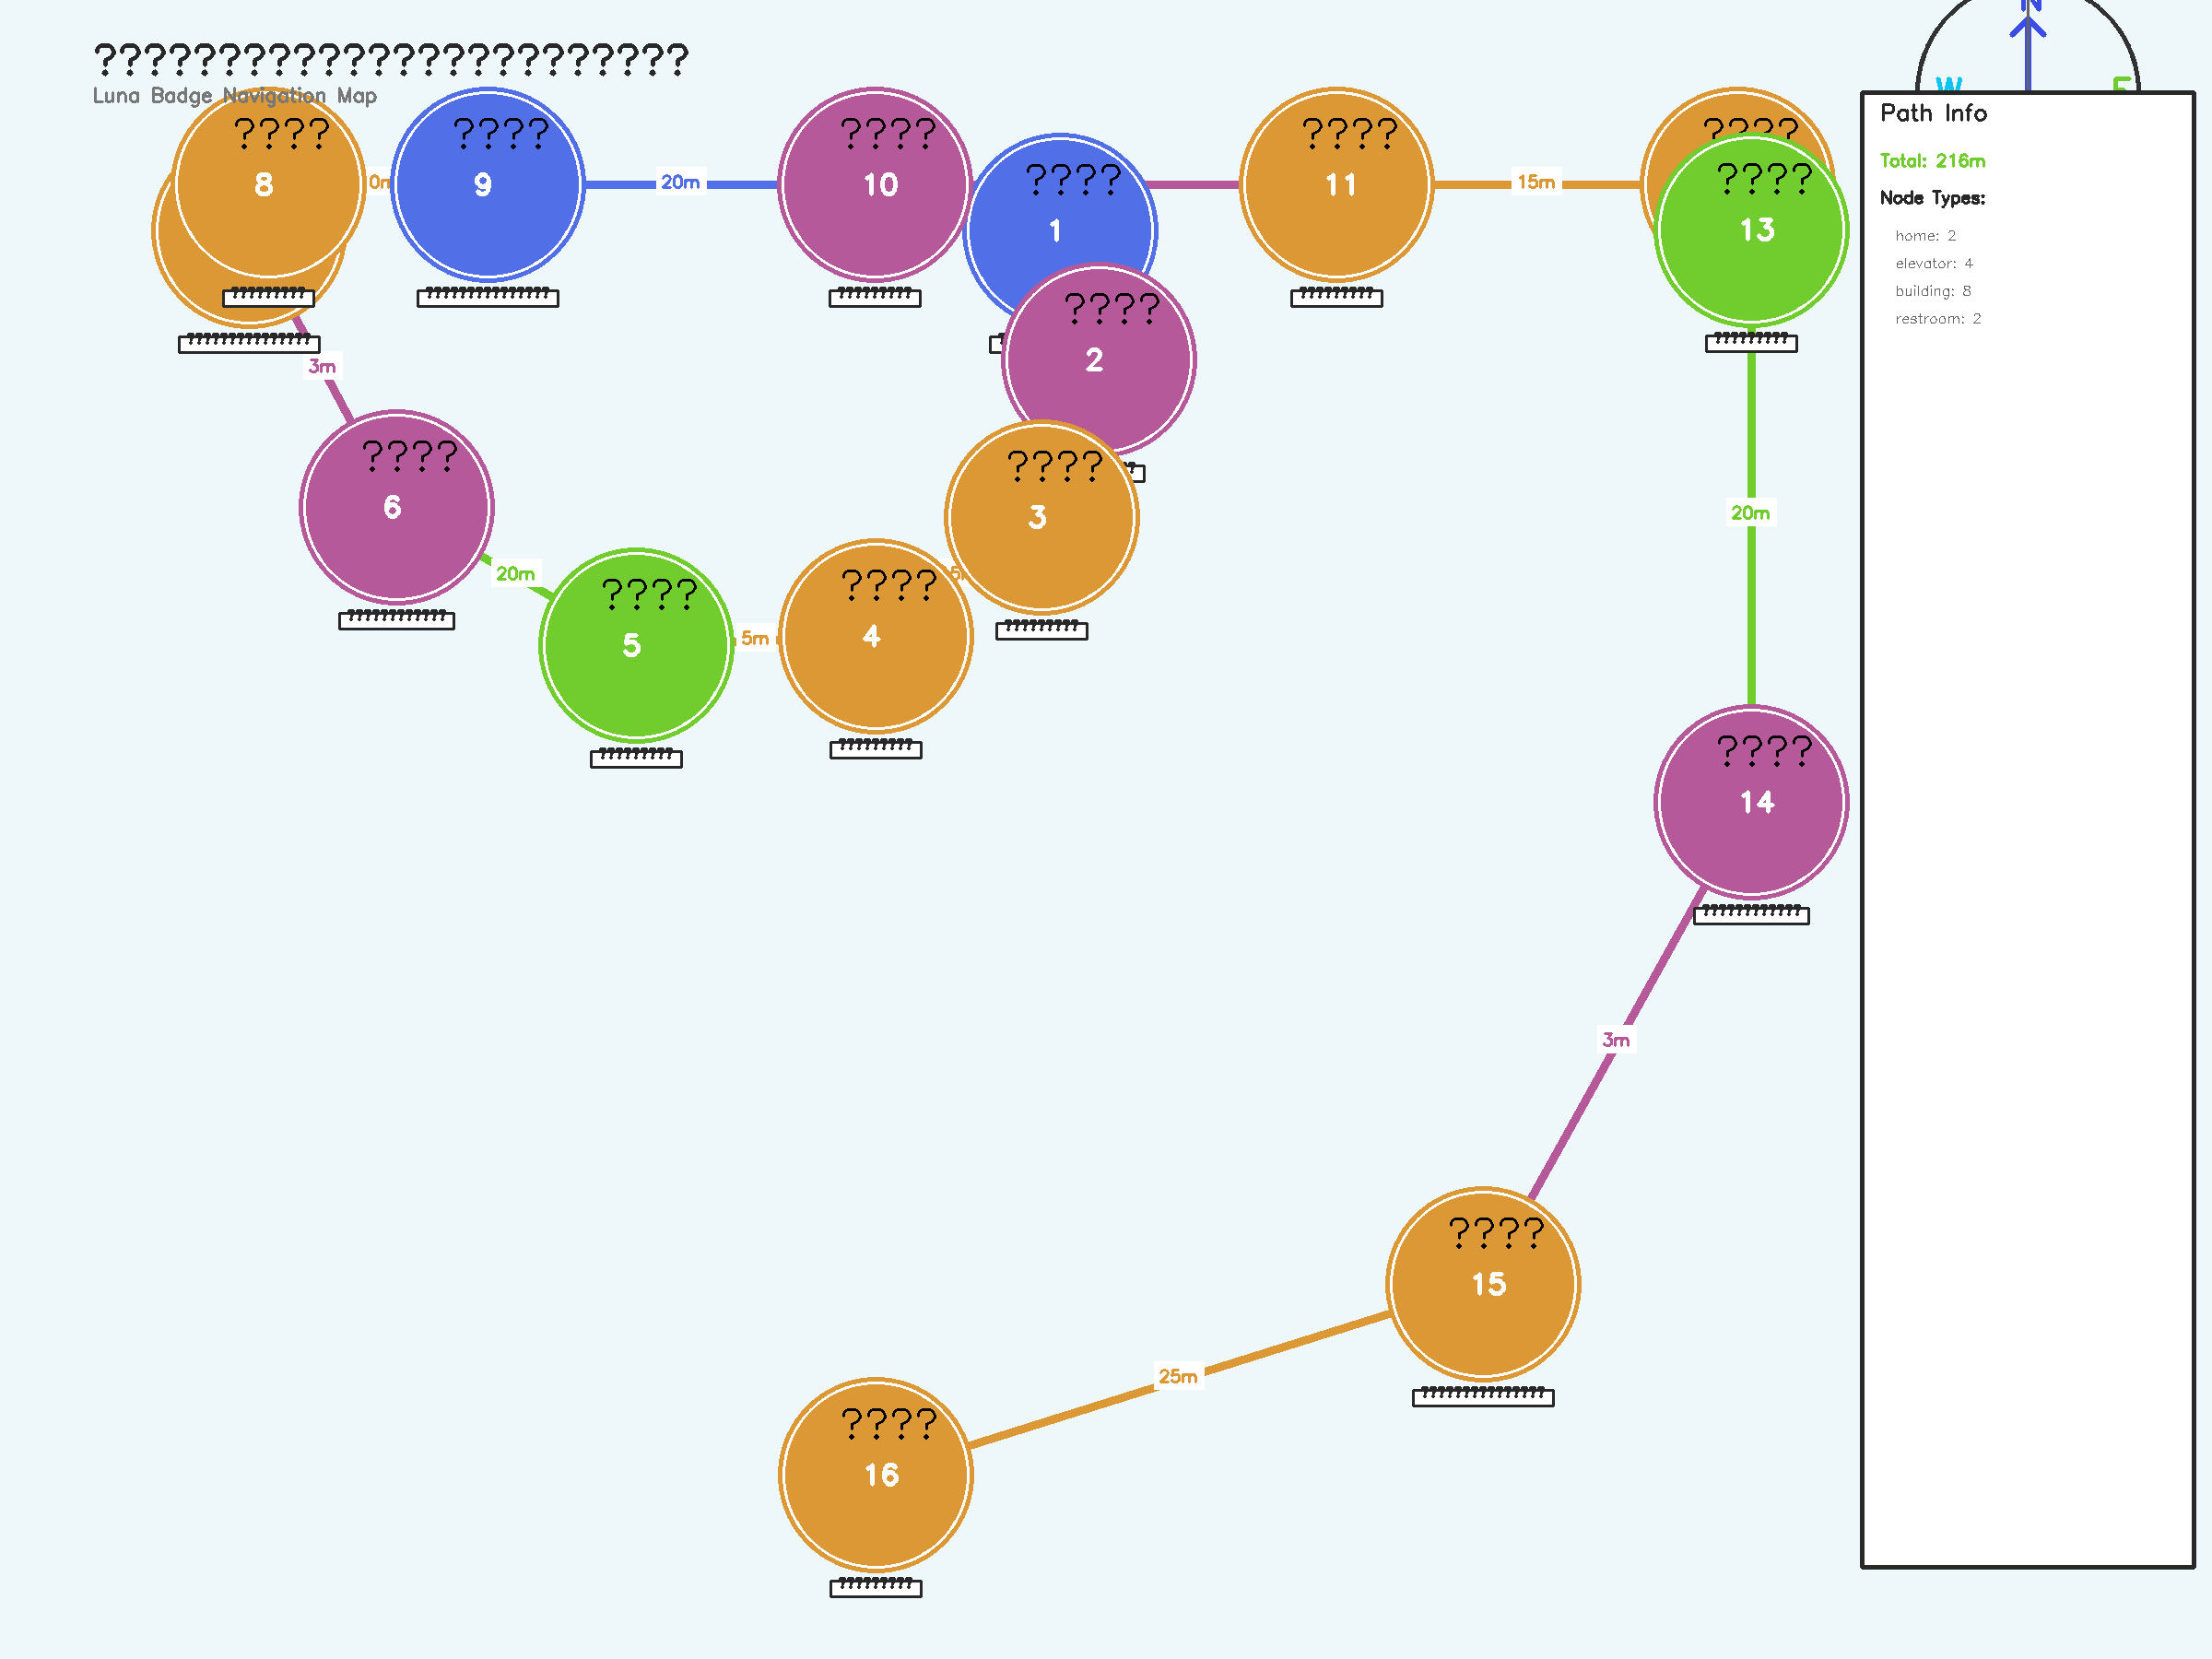 ????????????????????????
Luna Badge Navigation Map
N
W
Path Info
Total: 216m
Node Types:
home: 2
elevator: 4
building: 8
restroom: 2
????
8
????
9
20m
????
10
????
1
????
11
15m
????
????
13
????
2
3m
????
6
20m
????
5
5m
????
4
????
3
20m
????
14
3m
????
15
25m
????
16